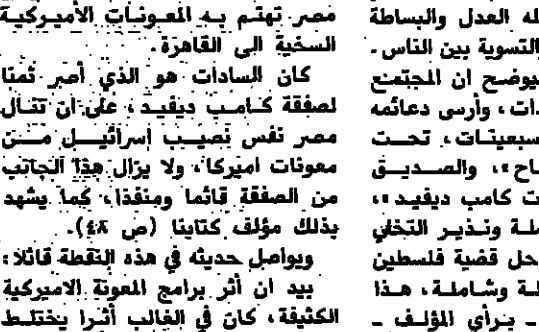 مصر تهتم به المعونات الأميركية
السخية الى القاهرة.
كان السادات هو الذي أصر ثمنا
لصفقة كامب ديفيد، على ان تنال
مصر نفس نصيب إسرائيل من
معونات اميركا، ولا يزال هذا الجانب
من الصفقة قائما ومنفذا، كما يشهد
بذلك مؤلف كتابنا (ص ٤٨).
ويواصل حديثه في هذه النقطة قائلا:
بيد ان أثر برامج المعونة الاميركية
الكثيفة، كان في الغالب أثرا يختلط
له العدل والبساطة
والتسوية بين الناس.
يوضح ان المجتمع
دات، وأرسى دعائمه
سبعينات، تحت
اح»، والصديق
ات كامب ديفيد»،
ملة ونذير التخلي
حل قضية فلسطين
لة وشاملة، هذا
ـ برأي المؤلف ـ